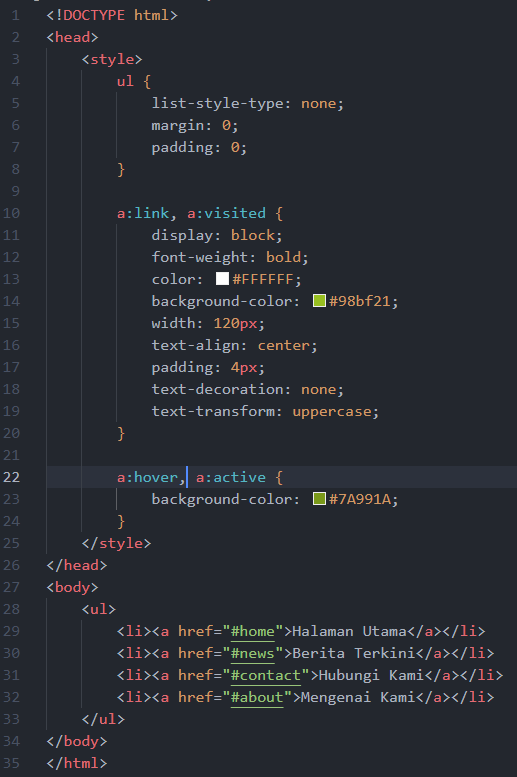 1 <!DOCTYPE html>
2 <head>
3     <style>
4         ul {
5             list-style-type: none;
6             margin: 0;
7             padding: 0;
8         }
9
10         a:link, a:visited {
11             display: block;
12             font-weight: bold;
13             color: #FFFFFF;
14             background-color: #98bf21;
15             width: 120px;
16             text-align: center;
17             padding: 4px;
18             text-decoration: none;
19             text-transform: uppercase;
20         }
21
22         a:hover, a:active {
23             background-color: #7A991A;
24         }
25     </style>
26 </head>
27 <body>
28     <ul>
29         <li><a href="#home">Halaman Utama</a></li>
30         <li><a href="#news">Berita Terkini</a></li>
31         <li><a href="#contact">Hubungi Kami</a></li>
32         <li><a href="#about">Mengenai Kami</a></li>
33     </ul>
34 </body>
35 </html>